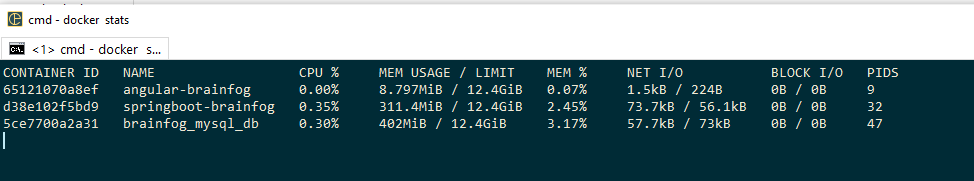 cmd - docker stats
<1> cmd - docker s...
CONTAINER ID NAME CPU % MEM USAGE / LIMIT MEM % NET I/O BLOCK I/O PIDS
65121070a8ef angular-brainfog 0.00% 8.797MiB / 12.4GiB 0.07% 1.5kB / 224B 0B / 0B 9
d38e102f5bd9 springboot-brainfog 0.35% 311.4MiB / 12.4GiB 2.45% 73.7kB / 56.1kB 0B / 0B 32
5ce7700a2a31 brainfog_mysql_db 0.30% 402MiB / 12.4GiB 3.17% 57.7kB / 73kB 0B / 0B 47